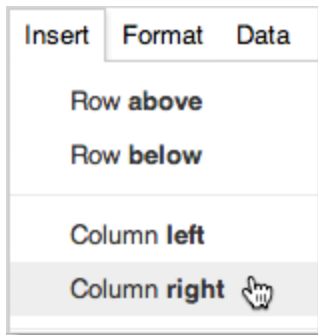 Insert Format Data
Row above
Row below
Column left
Column right